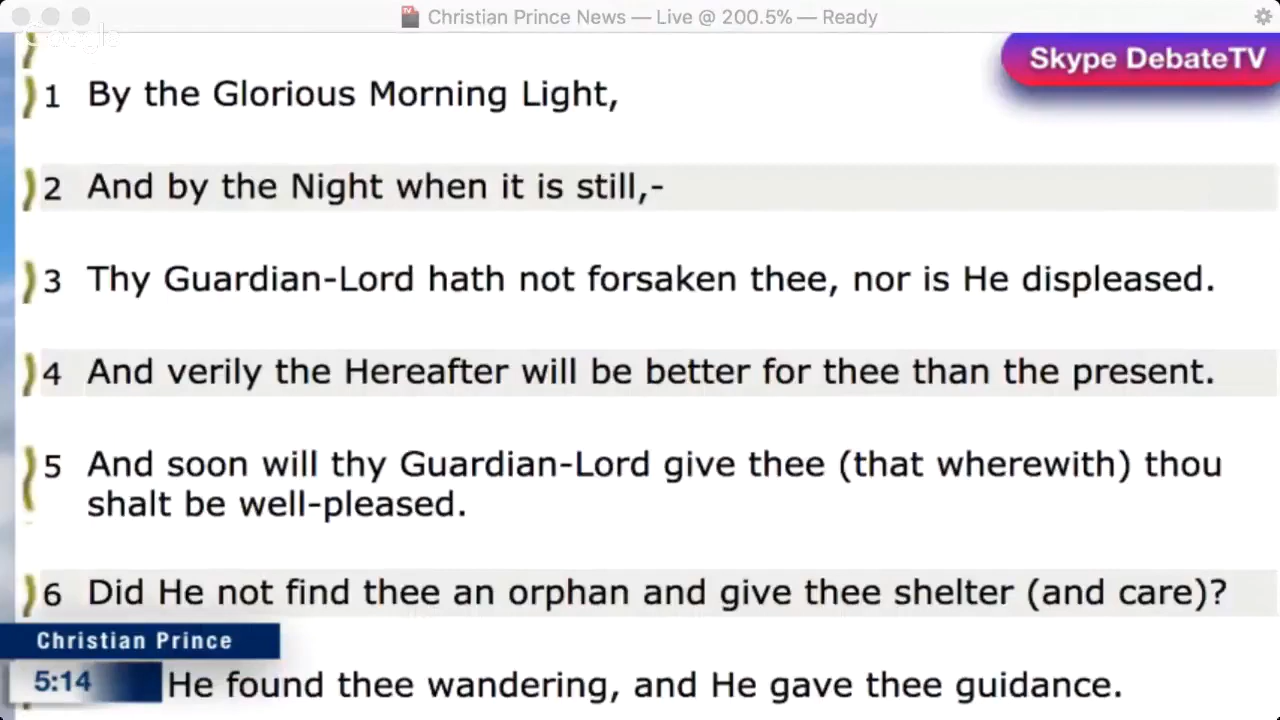 Christian Prince News — Live @ 200.5% — Ready
Google
Skype DebateTV
1 By the Glorious Morning Light,
2 And by the Night when it is still,-
3 Thy Guardian-Lord hath not forsaken thee, nor is He displeased.
4 And verily the Hereafter will be better for thee than the present.
5 And soon will thy Guardian-Lord give thee (that wherewith) thou
shalt be well-pleased.
6 Did He not find thee an orphan and give thee shelter (and care)?
Christian Prince
5:14
He found thee wandering, and He gave thee guidance.